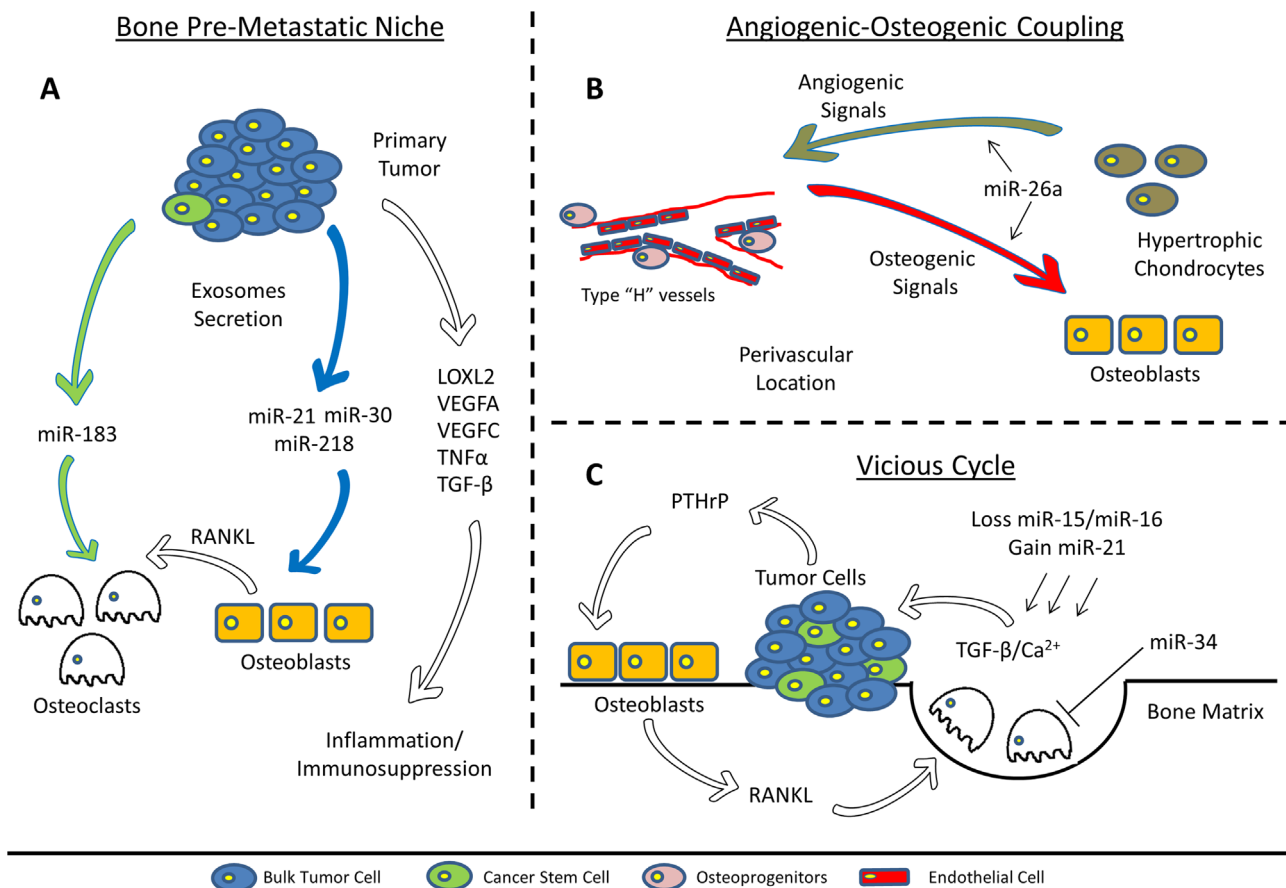 Bone Pre-Metastatic Niche
A
Primary
Tumor
Exosomes
Secretion
miR-183
miR-21 miR-30
miR-218
LOXL2
VEGFA
VEGFC
TNFα
TGF-β
RANKL
Osteoclasts
Osteoblasts
Inflammation/
Immunosuppression
Angiogenic-Osteogenic Coupling
B
Angiogenic
Signals
miR-26a
Hypertrophic
Chondrocytes
Osteogenic
Signals
Type “H” vessels
Perivascular
Location
Osteoblasts
Vicious Cycle
C
PTHrP
Loss miR-15/miR-16
Gain miR-21
Tumor Cells
TGF-β/Ca²⁺
miR-34
Osteoblasts
Bone Matrix
RANKL
Bulk Tumor Cell
Cancer Stem Cell
Osteoprogenitors
Endothelial Cell